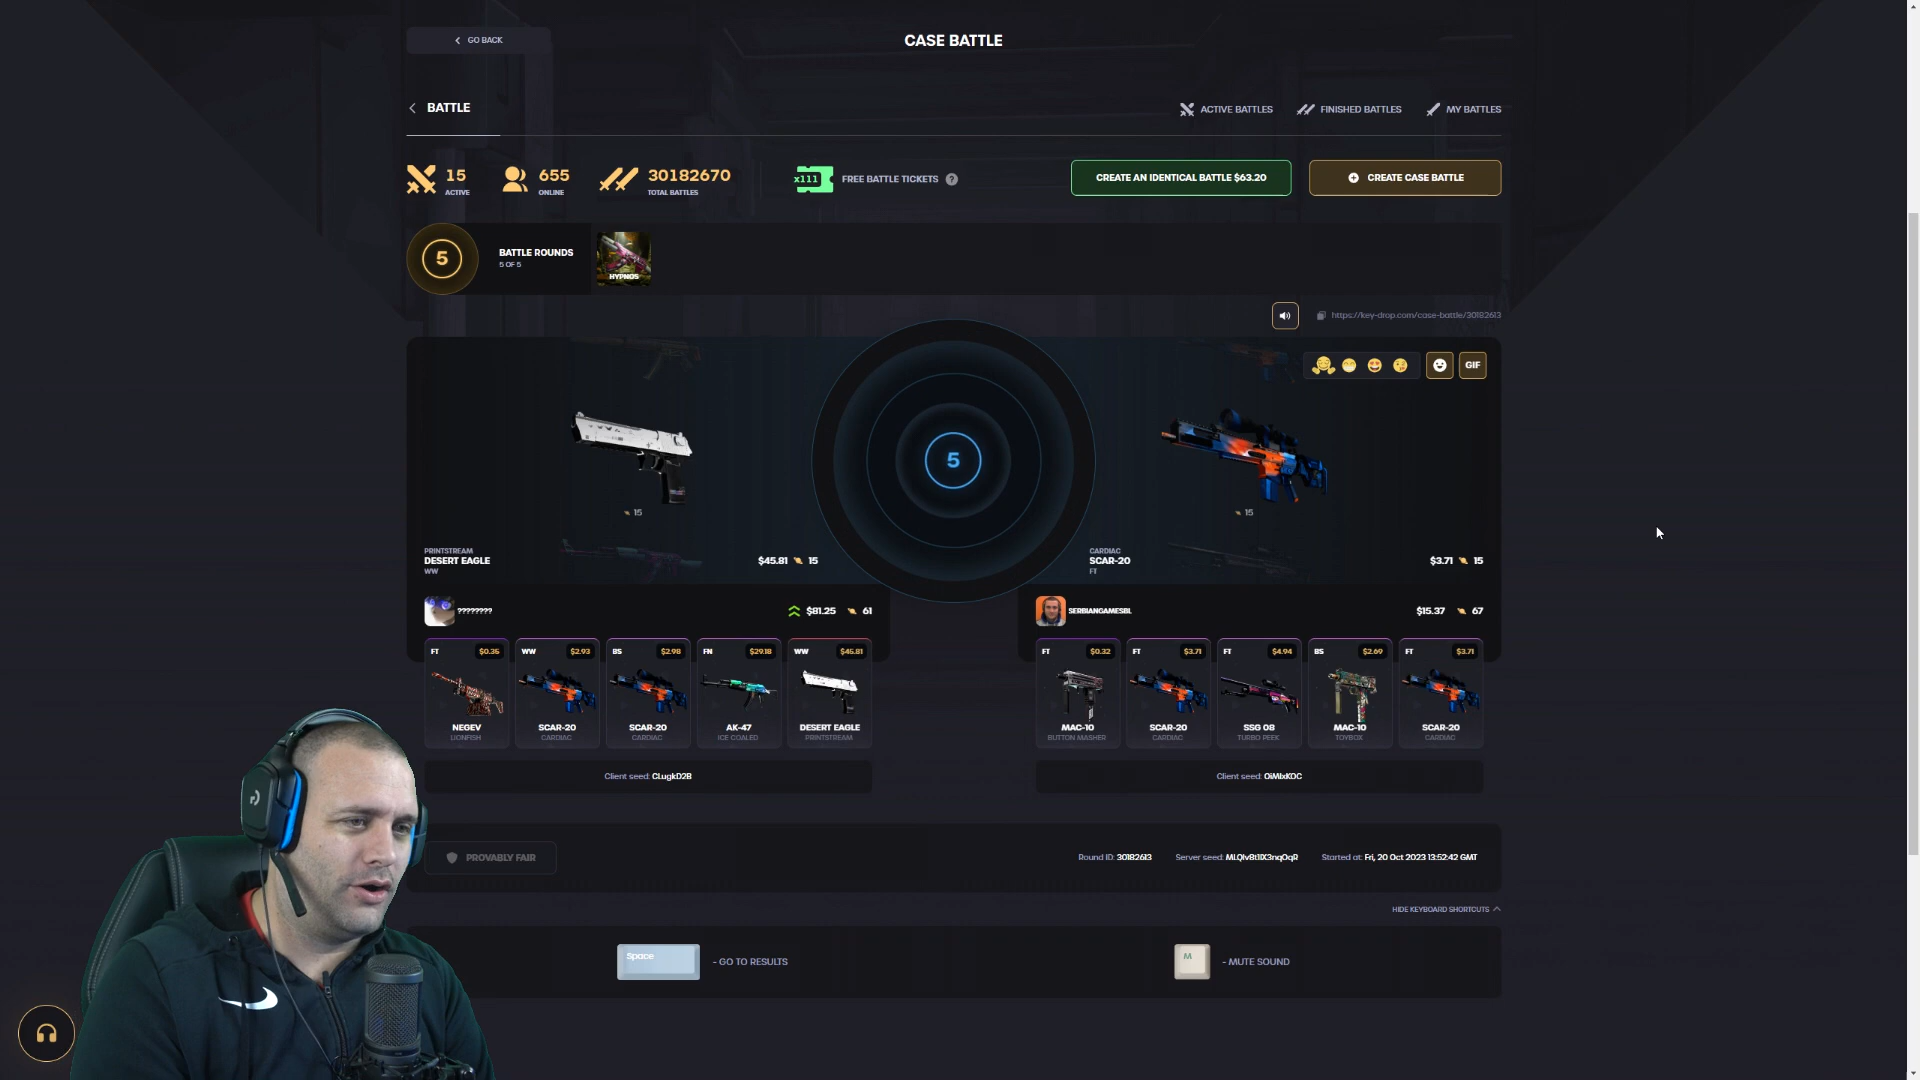 GO BACK
CASE BATTLE
BATTLE
ACTIVE BATTLES
FINISHED BATTLES
MY BATTLES
15
ACTIVE
655
ONLINE
30182670
TOTAL BATTLES
x111
FREE BATTLE TICKETS ?
CREATE AN IDENTICAL BATTLE $63.20
CREATE CASE BATTLE
5
BATTLE ROUNDS
5 OF 5
HYPNOS
https://key-drop.com/case-battle/30182613
GIF
5
15
15
PRINTSTREAM
DESERT EAGLE
WW
$45.81 15
CARDIAC
SCAR-20
FT
$3.71 15
????????
$81.25 61
SERBIANGAMESBL
$15.37 67
FT $0.35
NEGEV
LIONFISH
WW $2.93
SCAR-20
CARDIAC
BS $2.98
SCAR-20
CARDIAC
FN $29.18
AK-47
ICE COALED
WW $45.81
DESERT EAGLE
PRINTSTREAM
FT $0.32
MAC-10
BUTTON MASHER
FT $3.71
SCAR-20
CARDIAC
FT $4.94
SSG 08
TURBO PEEK
BS $2.69
MAC-10
TOYBOX
FT $3.71
SCAR-20
CARDIAC
Client seed: CLugkD2B
Client seed: OiMIxKOC
PROVABLY FAIR
Round ID: 30182613
Server seed:
Started at: Fri, 20 Oct 2023 13:52:42 GMT
HIDE KEYBOARD SHORTCUTS
Space
- GO TO RESULTS
M
- MUTE SOUND